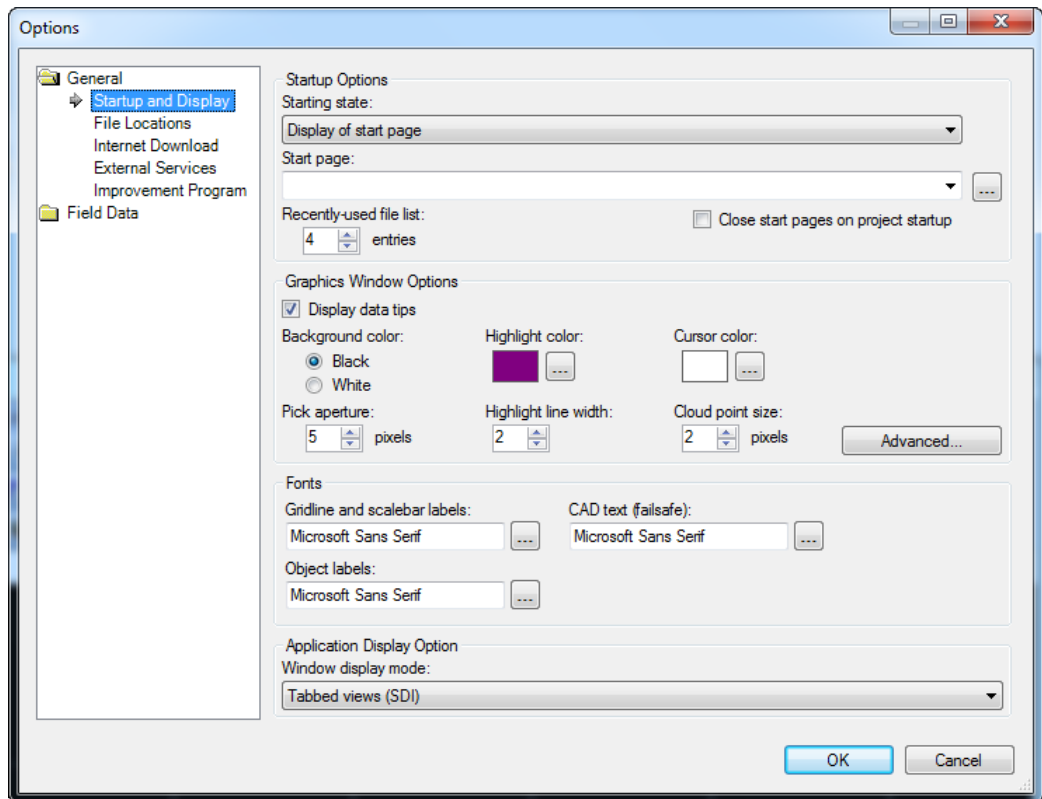 Options
General
Startup and Display
File Locations
Internet Download
External Services
Improvement Program
Field Data
Startup Options
Starting state:
Display of start page
Start page:
...
Recently-used file list:
4 entries
Close start pages on project startup
Graphics Window Options
Display data tips
Background color: Highlight color: Cursor color:
Black ... ...
White
Pick aperture: Highlight line width: Cloud point size:
5 pixels 2 2 pixels Advanced...
Fonts
Gridline and scalebar labels: CAD text (failsafe):
Microsoft Sans Serif ... Microsoft Sans Serif ...
Object labels:
Microsoft Sans Serif ...
Application Display Option
Window display mode:
Tabbed views (SDI)
OK Cancel